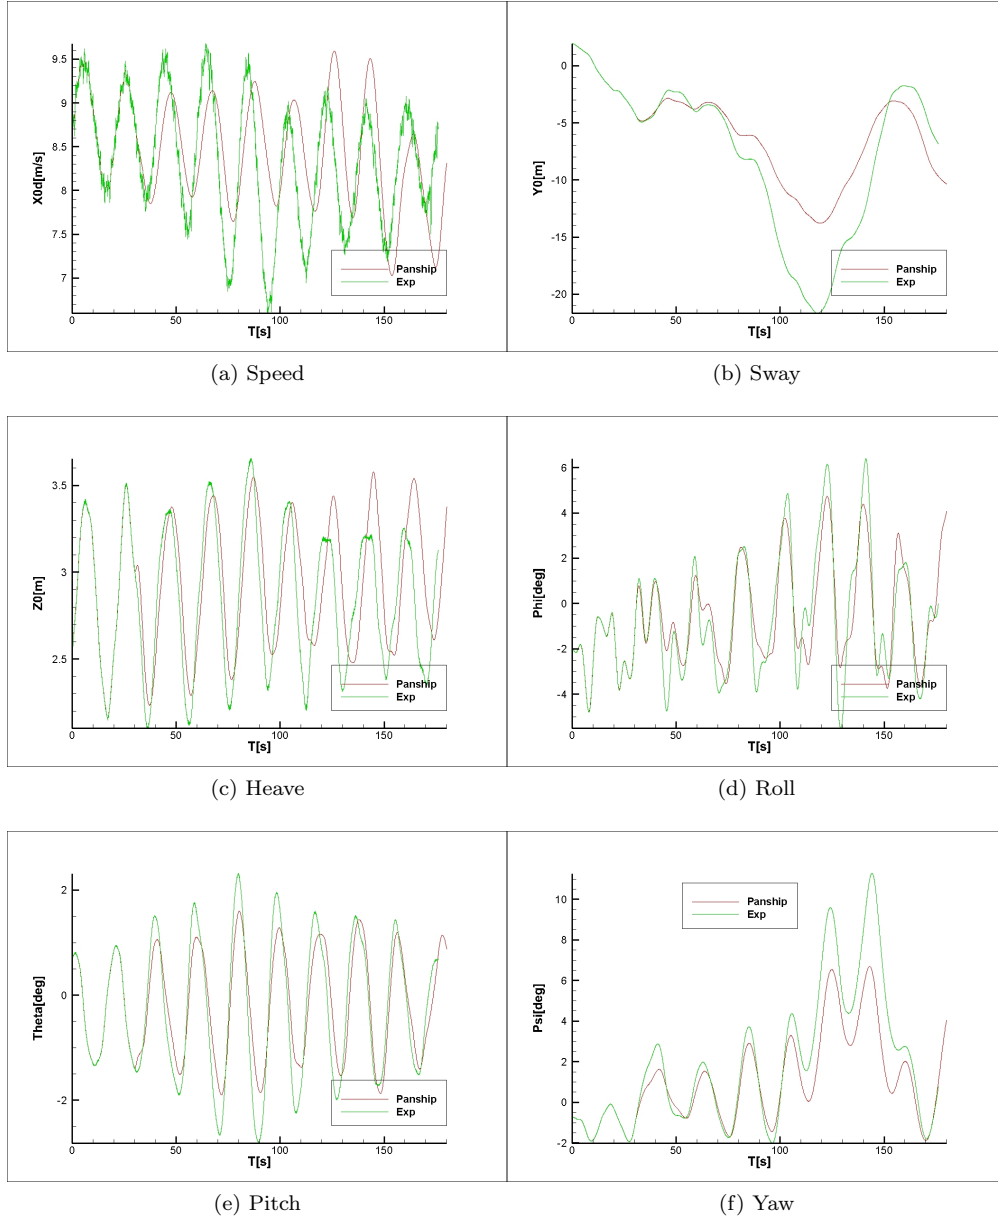 X0d[m/s]
9.5
9
8.5
8
7.5
7
0
50
100
150
T[s]
Panship
Exp
(a) Speed
Y0[m]
0
-5
-10
-15
-20
0
50
100
150
T[s]
Panship
Exp
(b) Sway
Z0[m]
3.5
3
2.5
0
50
100
150
T[s]
Panship
Exp
(c) Heave
Phi[deg]
6
4
2
0
-2
-4
0
50
100
150
T[s]
Panship
Exp
(d) Roll
Theta[deg]
2
0
-2
0
50
100
150
T[s]
Panship
Exp
(e) Pitch
Psi[deg]
10
8
6
4
2
0
-2
0
50
100
150
T[s]
Panship
Exp
(f) Yaw